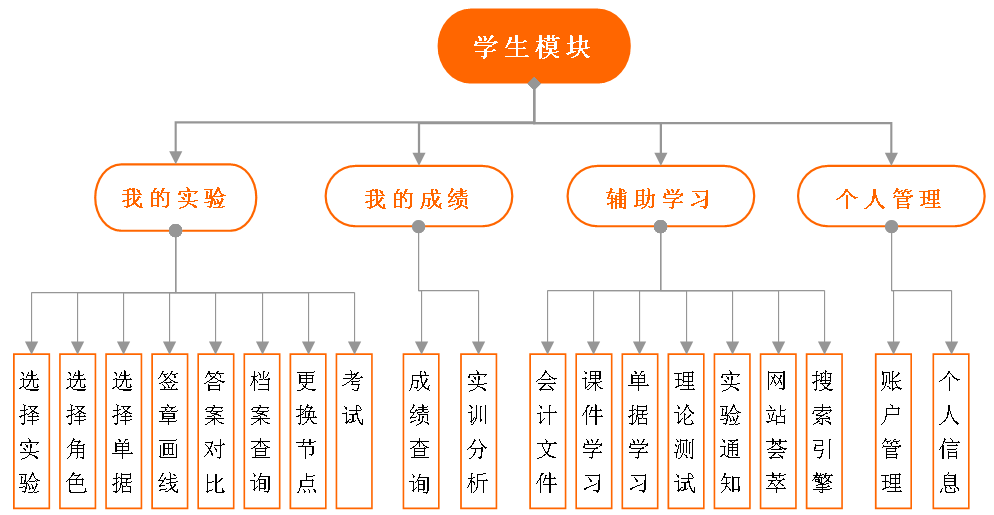 学生模块
我的实验
我的成绩
辅助学习
个人管理
选择实验
选择角色
选择单据
签章画线
答案对比
档案查询
更换节点
考试
成绩查询
实训分析
会计文件
课件学习
单据学习
理论测试
实验通知
网站荟萃
搜索引擎
账户管理
个人信息